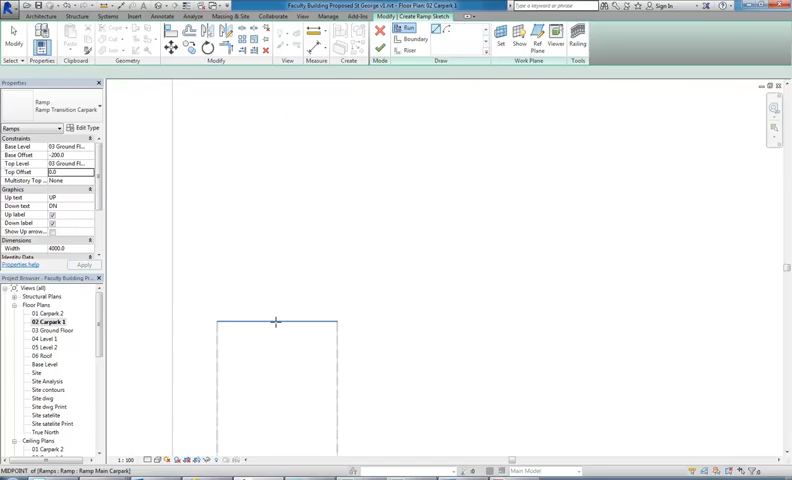 Faculty Building Proposed St George v1.rvt - Floor Plan: 02 Carpark 1
Type a keyword or phrase
Sign In
Architecture Structure Systems Insert Annotate Analyze Massing & Site Collaborate View Manage Add-Ins Modify | Create Ramp Sketch
Modify
Paste
Run
Boundary
Riser
Set Show Ref Plane Viewer
Railing
Select Properties Clipboard Geometry Modify View Measure Create Mode Draw Work Plane Tools
Properties
Ramp
Ramp Transition Carpark
Ramps
Edit Type
Constraints
Base Level 03 Ground Fl...
Base Offset -200.0
Top Level 03 Ground Fl...
Top Offset 0.0
Multistory Top ... None
Graphics
Up text UP
Down text DN
Up label
Down label
Show Up arrow...
Dimensions
Width 4000.0
Identity Data
Properties help
Apply
Project Browser - Faculty Building Pr...
Views (all)
Structural Plans
Floor Plans
01 Carpark 2
02 Carpark 1
03 Ground Floor
04 Level 1
05 Level 2
06 Roof
Base Level
Site
Site Analysis
Site contours
Site dwg
Site dwg Print
Site satelite
Site satelite Print
True North
Ceiling Plans
01 Carpark 2
1 : 100
MIDPOINT of [Ramps : Ramp : Ramp Main Carpark]
:0
Main Model
:0